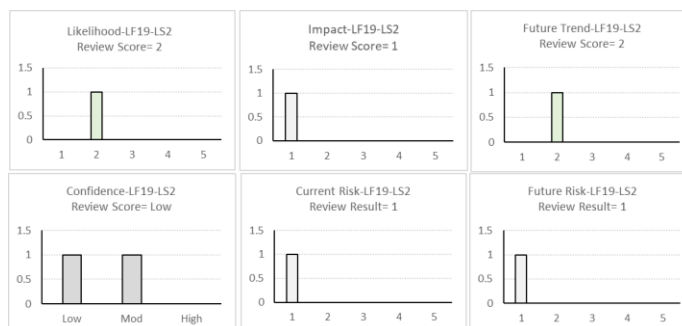 Likelihood-LF19-LS2
Review Score= 2
1.5
1
0.5
0
1 2 3 4 5
Impact-LF19-LS2
Review Score= 1
1.5
1
0.5
0
1 2 3 4 5
Future Trend-LF19-LS2
Review Score= 2
1.5
1
0.5
0
1 2 3 4 5
Confidence-LF19-LS2
Review Score= Low
1.5
1
0.5
0
Low Mod High
Current Risk-LF19-LS2
Review Result= 1
1.5
1
0.5
0
1 2 3 4 5
Future Risk-LF19-LS2
Review Result= 1
1.5
1
0.5
0
1 2 3 4 5